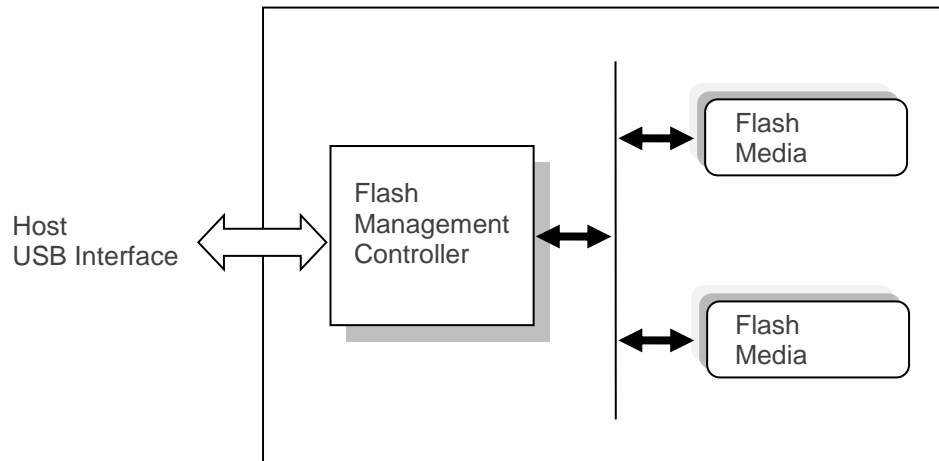 Host
USB Interface
Flash
Management
Controller
Flash
Media
Flash
Media